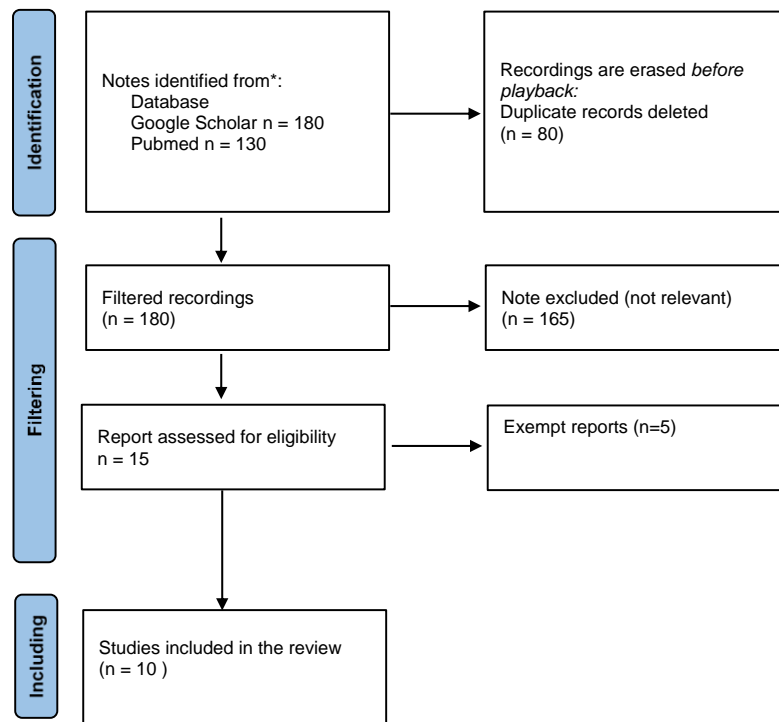 Identification
Notes identified from*:
Database
Google Scholar n = 180
Pubmed n = 130
Recordings are erased before
playback:
Duplicate records deleted
(n = 80)
Filtering
Filtered recordings
(n = 180)
Note excluded (not relevant)
(n = 165)
Report assessed for eligibility
n = 15
Exempt reports (n=5)
Including
Studies included in the review
(n = 10 )